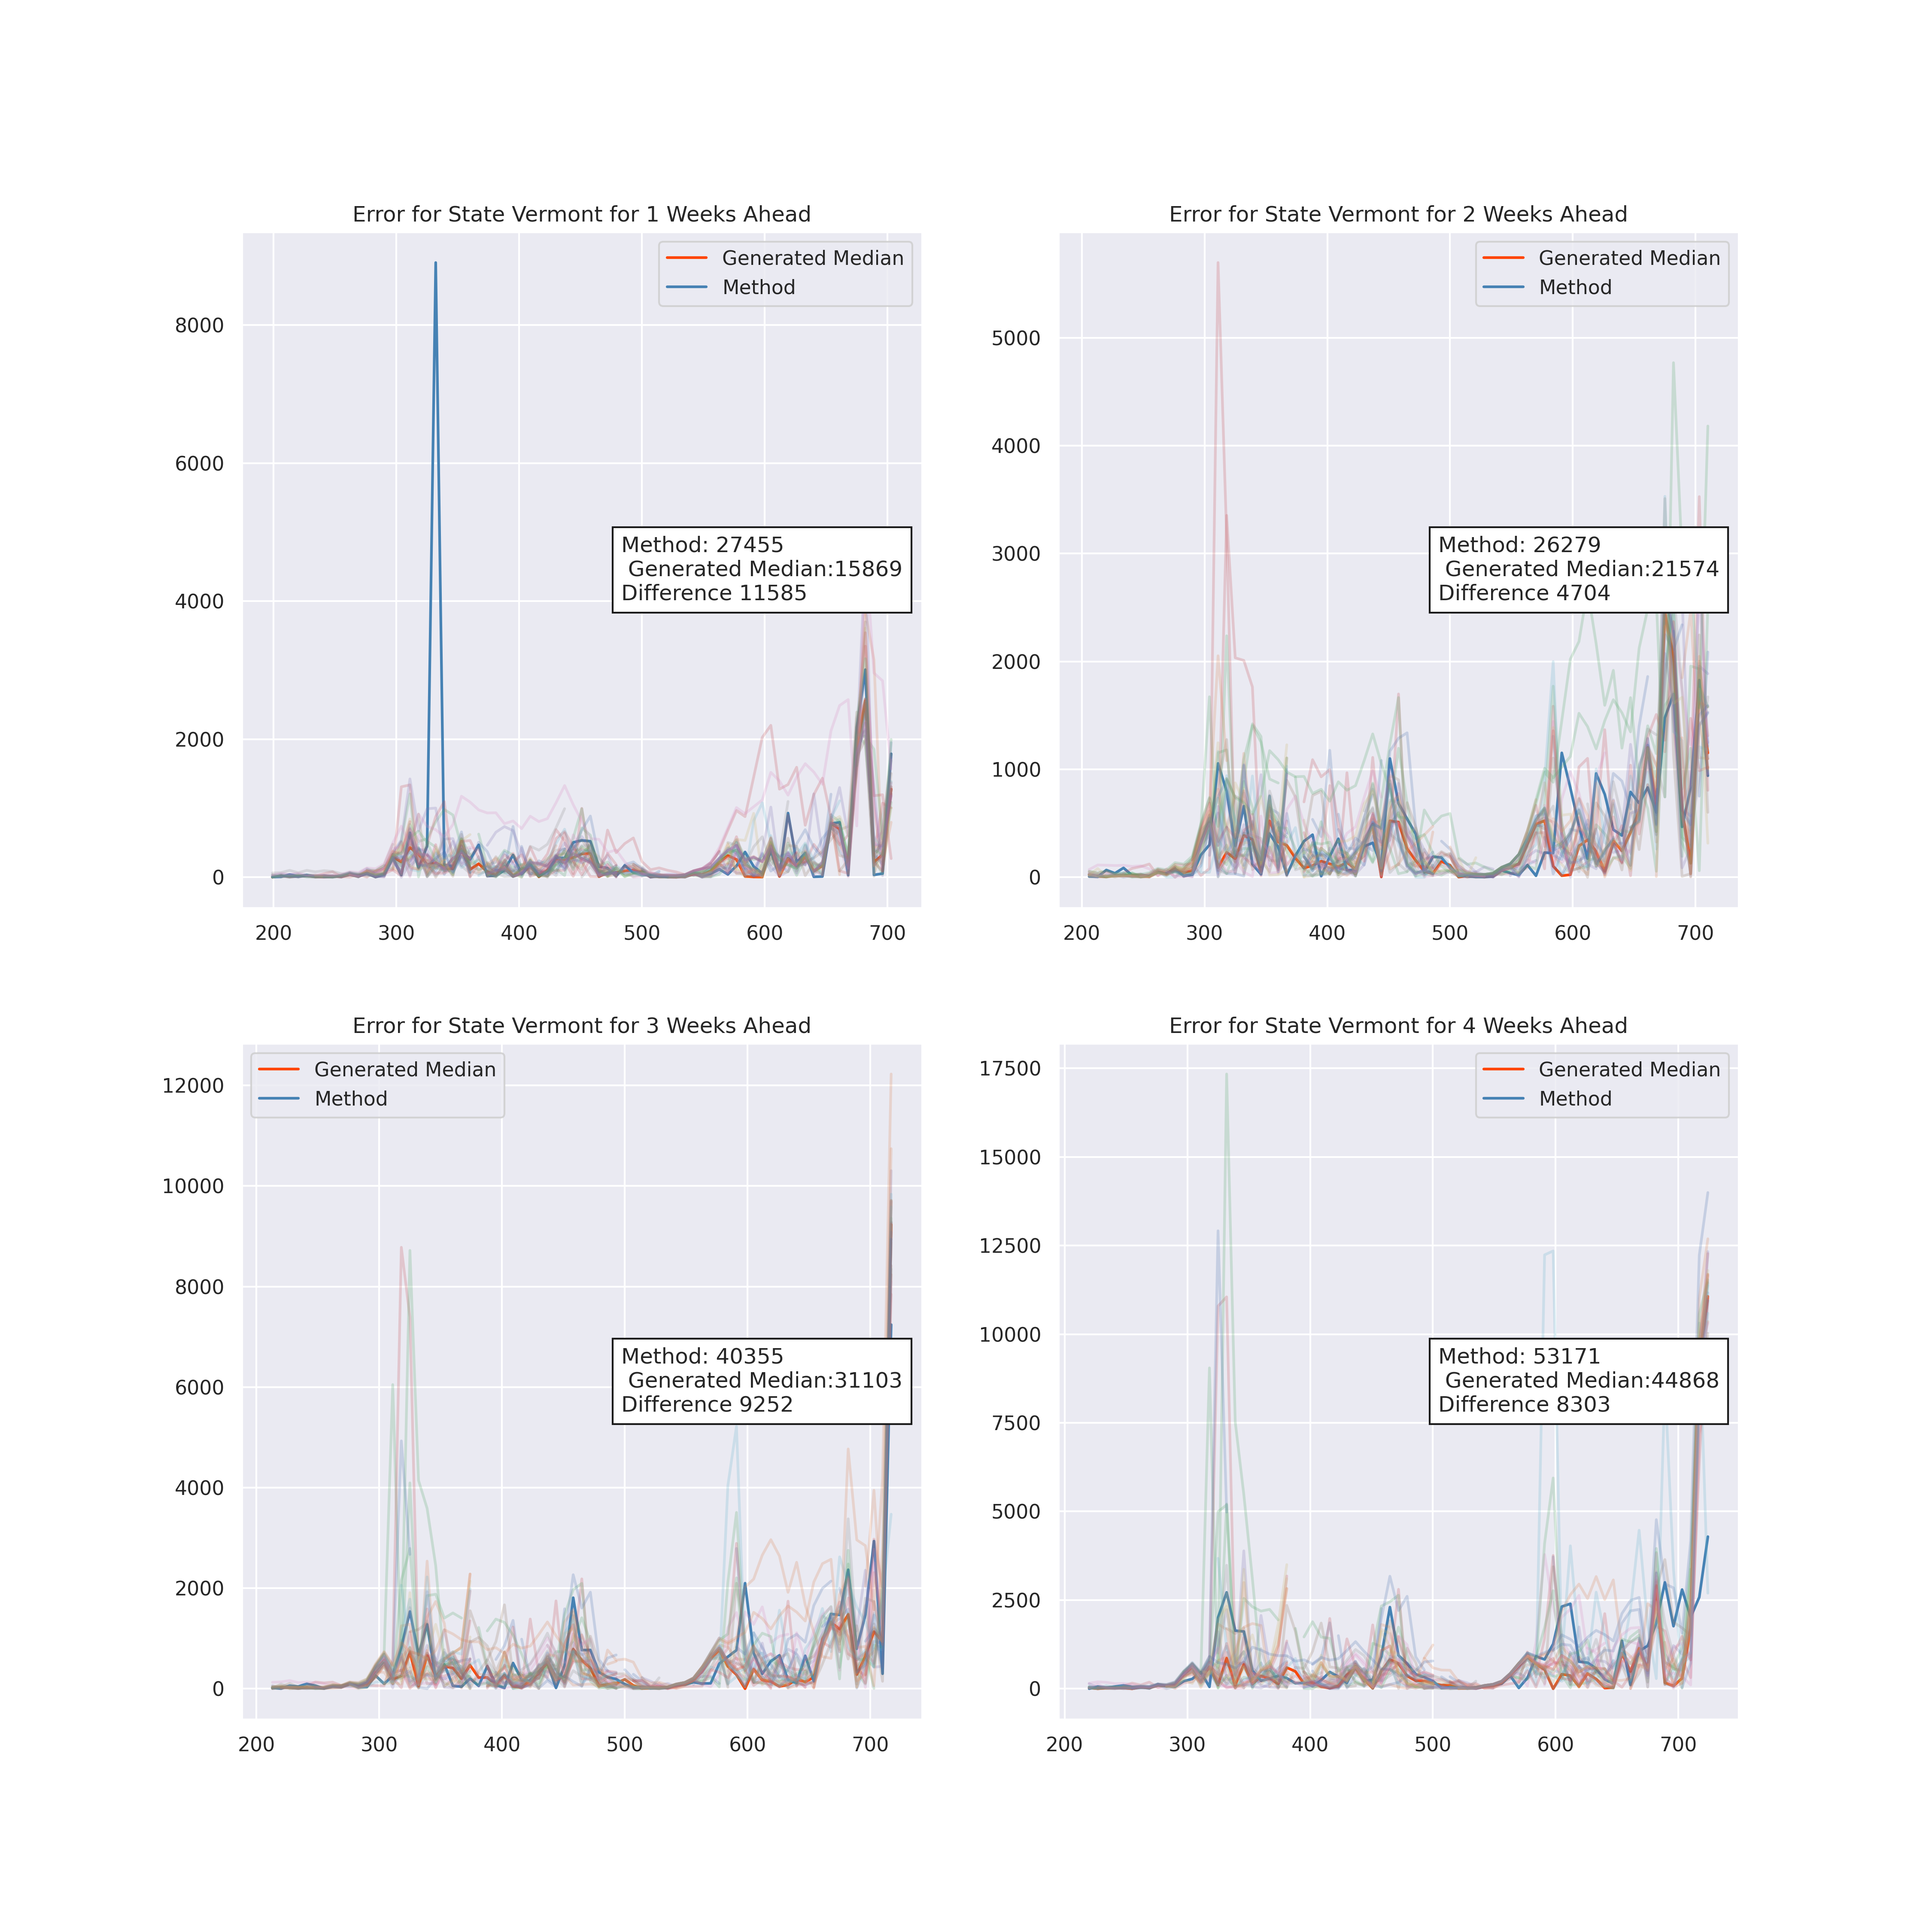 Error for State Vermont for 1 Weeks Ahead
Generated Median
Method
8000
6000
4000
2000
0
Method: 27455
Generated Median:15869
Difference 11585
200 300 400 500 600 700
Error for State Vermont for 2 Weeks Ahead
Generated Median
Method
5000
4000
3000
2000
1000
0
Method: 26279
Generated Median:21574
Difference 4704
200 300 400 500 600 700
Error for State Vermont for 3 Weeks Ahead
Generated Median
Method
12000
10000
8000
6000
4000
2000
0
Method: 40355
Generated Median:31103
Difference 9252
200 300 400 500 600 700
Error for State Vermont for 4 Weeks Ahead
Generated Median
Method
17500
15000
12500
10000
7500
5000
2500
0
Method: 53171
Generated Median:44868
Difference 8303
200 300 400 500 600 700